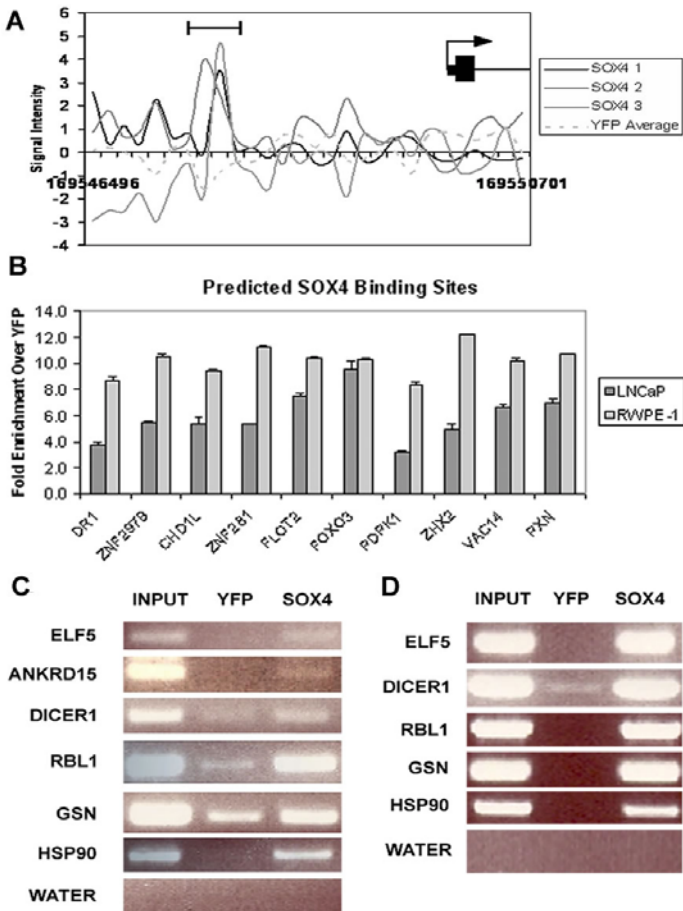 A
6
5
4
3
2
1
0
-1
-2
-3
-4
Signal Intensity
169546496
169550701
SOX4 1
SOX4 2
SOX4 3
YFP Average
B
Predicted SOX4 Binding Sites
Fold Enrichment Over YFP
14.0
12.0
10.0
8.0
6.0
4.0
2.0
0.0
LNCaP
RWPE-1
DR1
ZNF297B
CHD1L
ZNF281
FLOT2
FOXO3
PDPK1
ZHX2
VAC14
PXN
C
INPUT YFP SOX4
ELF5
ANKRD15
DICER1
RBL1
GSN
HSP90
WATER
D
INPUT YFP SOX4
ELF5
DICER1
RBL1
GSN
HSP90
WATER